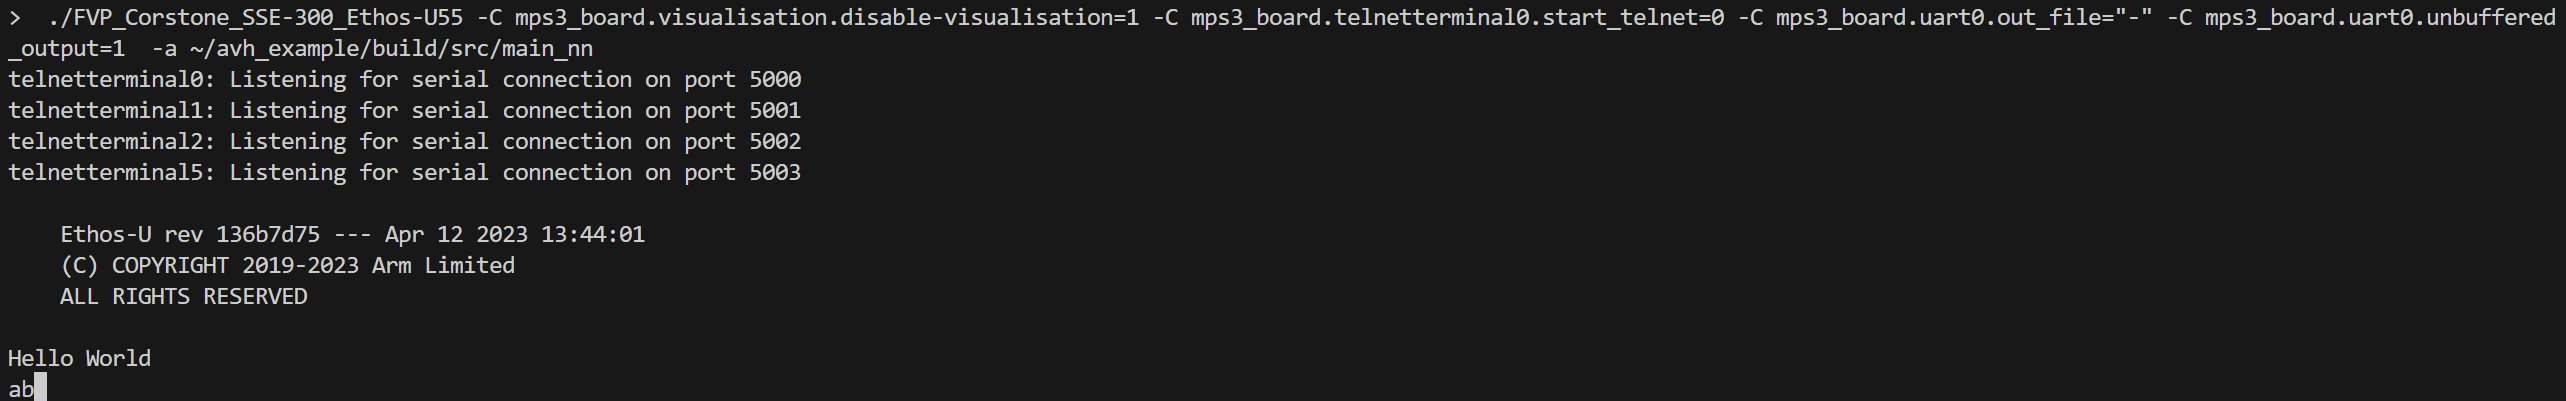 >  ./FVP_Corstone_SSE-300_Ethos-U55 -C mps3_board.visualisation.disable-visualisation=1 -C mps3_board.telnetterminal0.start_telnet=0 -C mps3_board.uart0.out_file="-" -C mps3_board.uart0.unbuffered
_output=1  -a ~/avh_example/build/src/main_nn
telnetterminal0: Listening for serial connection on port 5000
telnetterminal1: Listening for serial connection on port 5001
telnetterminal2: Listening for serial connection on port 5002
telnetterminal5: Listening for serial connection on port 5003
Ethos-U rev 136b7d75 --- Apr 12 2023 13:44:01
(C) COPYRIGHT 2019-2023 Arm Limited
ALL RIGHTS RESERVED
Hello World
ab